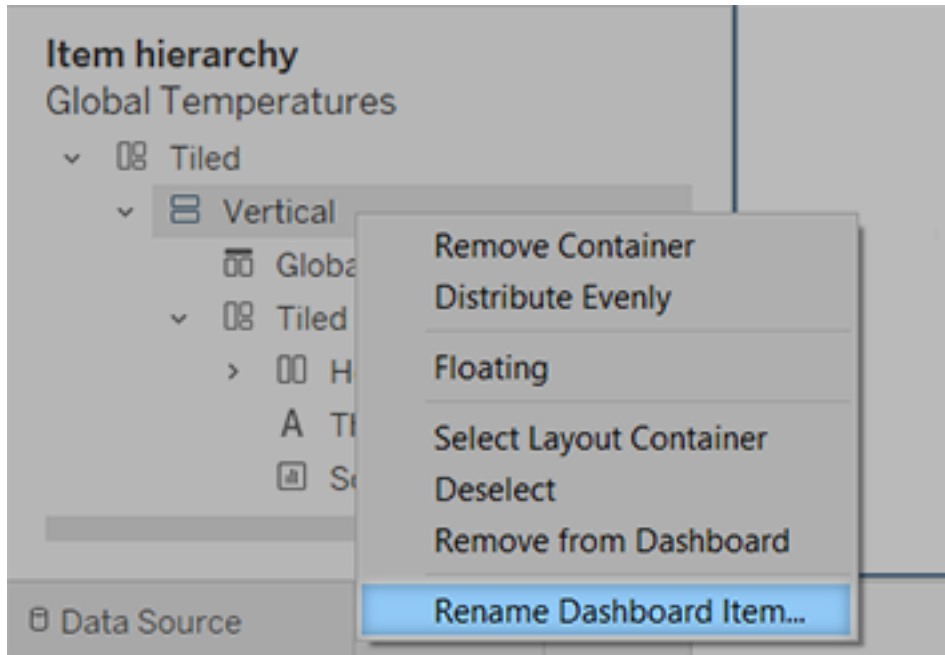 Item hierarchy
Global Temperatures
Tiled
Vertical
Remove Container
Distribute Evenly
Tiled
Floating
A
Select Layout Container
Deselect
Remove from Dashboard
Rename Dashboard Item...
Data Source